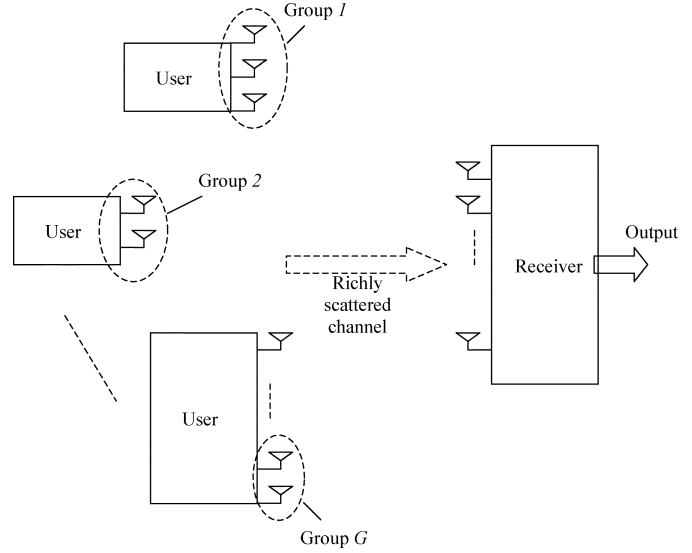 Group 1
User
Group 2
User
Output
Receiver
Richly
scattered
channel
User
Group G